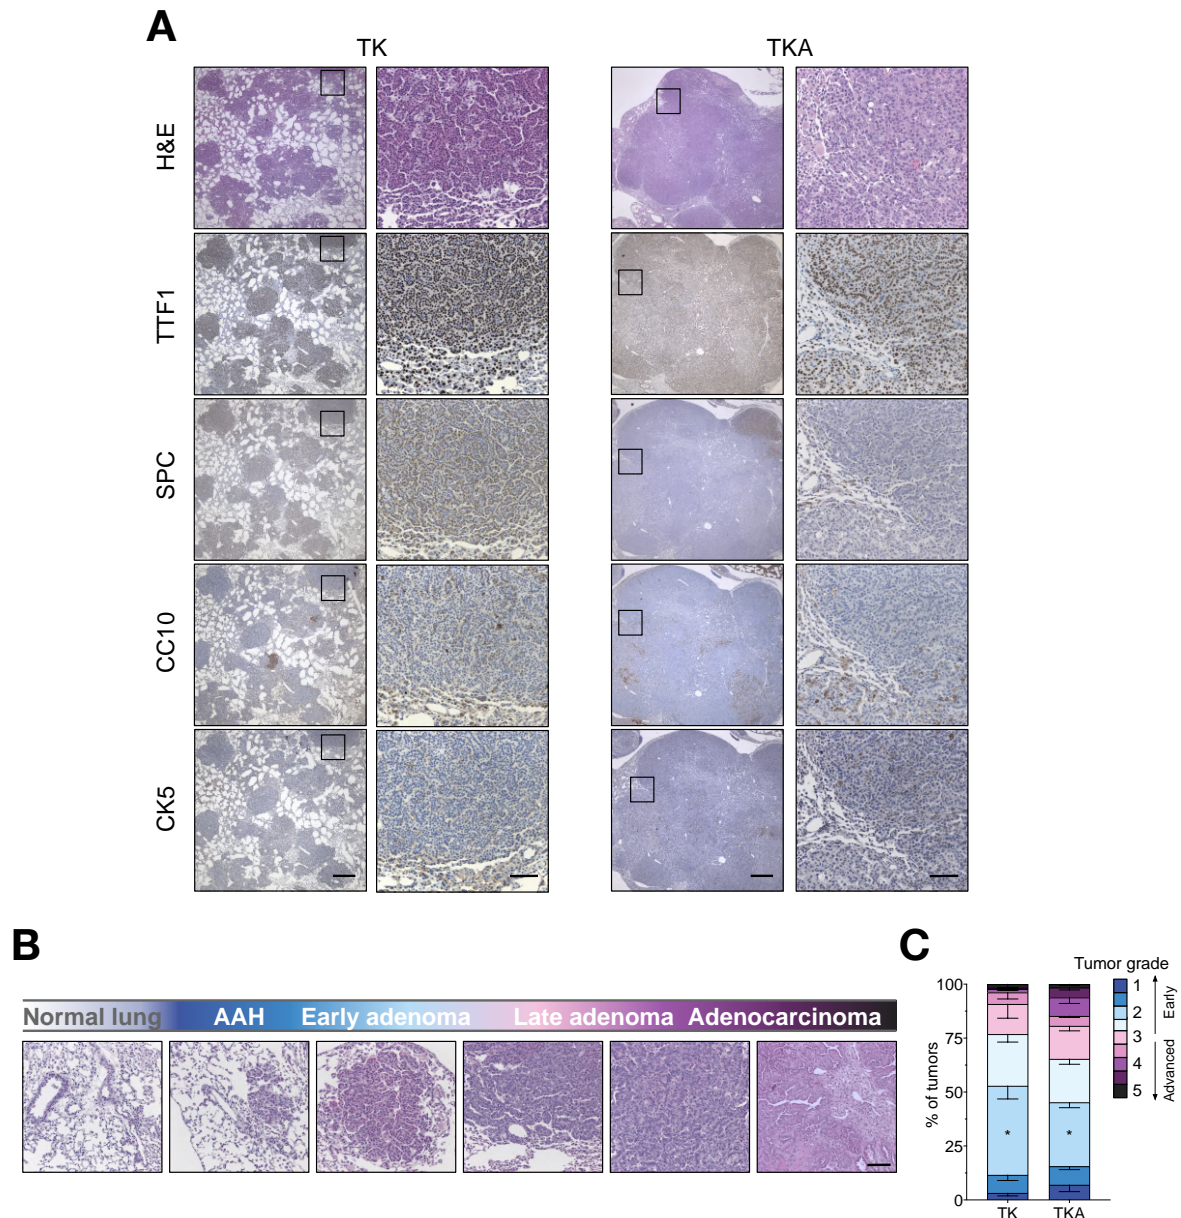 A
TK
TKA
H&E
TTF1
SPC
CC10
CK5
B
Normal lung
AAH
Early adenoma
Late adenoma
Adenocarcinoma
C
Tumor grade
1
2
3
4
5
Early
Advanced
% of tumors
100
75
50
25
0
*
*
TK
TKA